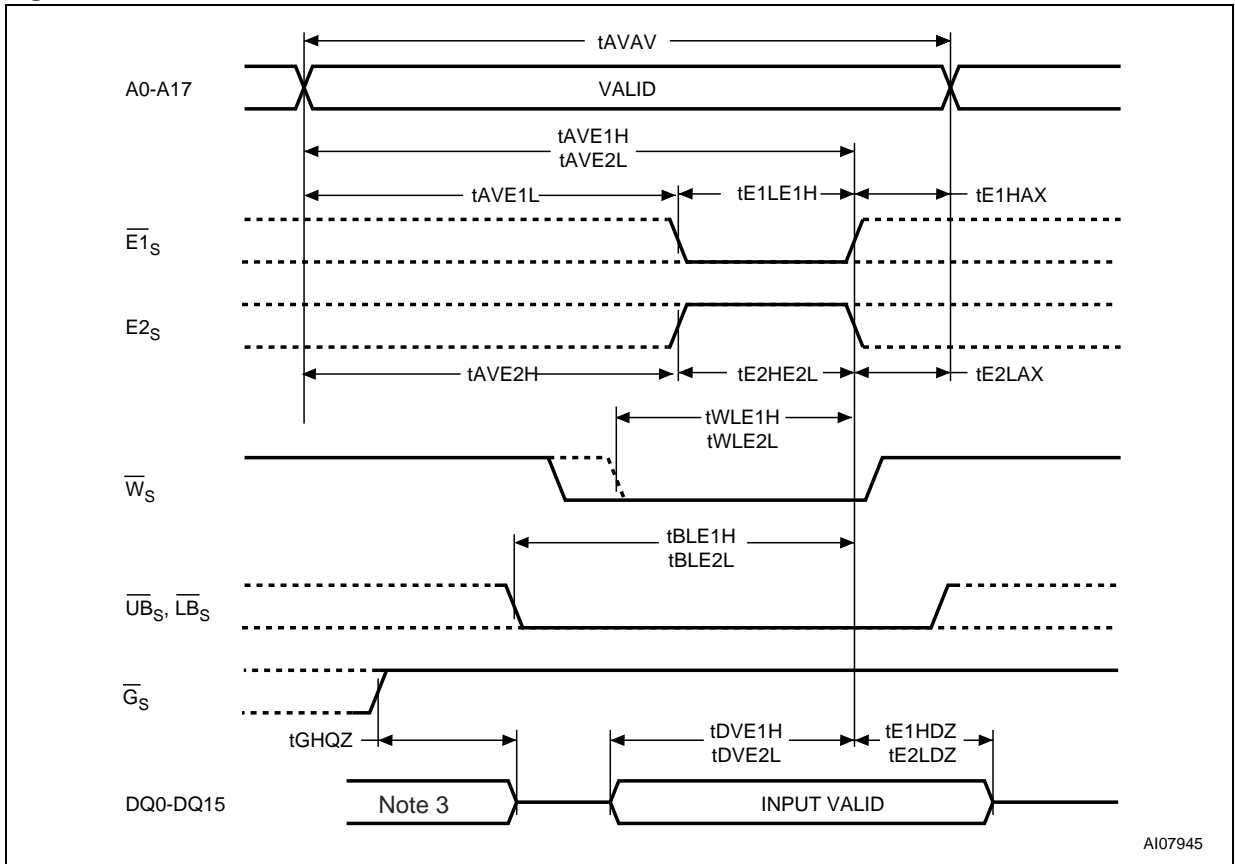 tAVAV
A0-A17
VALID
tAVE1H
tAVE2L
tAVE1L
tE1LE1H
tE1HAX
E1S
E2S
tAVE2H
tE2HE2L
tE2LAX
tWLE1H
tWLE2L
WS
tBLE1H
tBLE2L
UBS, LBS
GS
tGHQZ
tDVE1H
tDVE2L
tE1HDZ
tE2LDZ
DQ0-DQ15
Note 3
INPUT VALID
AI07945